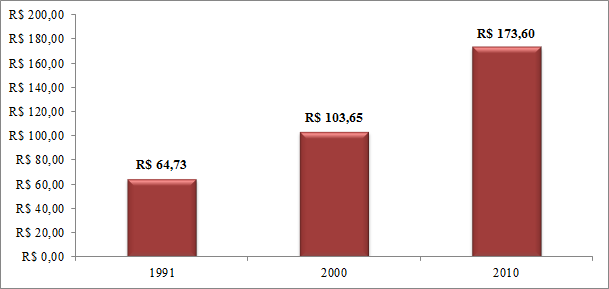 R$ 200,00
R$ 180,00
R$ 160,00
R$ 140,00
R$ 120,00
R$ 100,00
R$ 80,00
R$ 60,00
R$ 40,00
R$ 20,00
R$ 0,00
R$ 64,73
R$ 103,65
R$ 173,60
1991
2000
2010